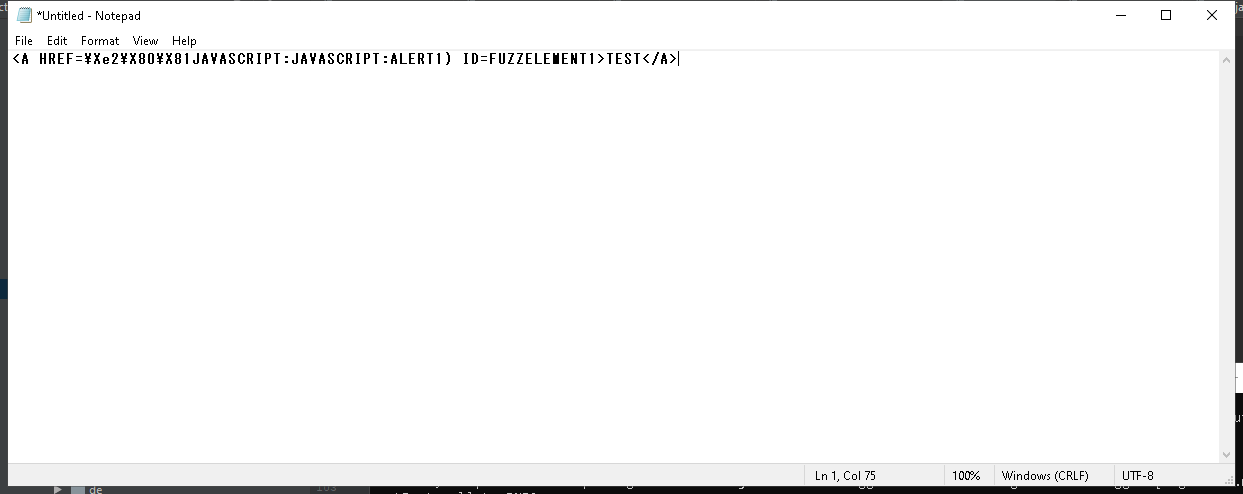 *Untitled - Notepad
File Edit Format View Help
<A HREF=¥Xe2¥X80¥X81JAVASCRIPT:JAVASCRIPT:ALERT1) ID=FUZZELEMENT1>TEST</A>
Ln 1, Col 75 100% Windows (CRLF) UTF-8
de